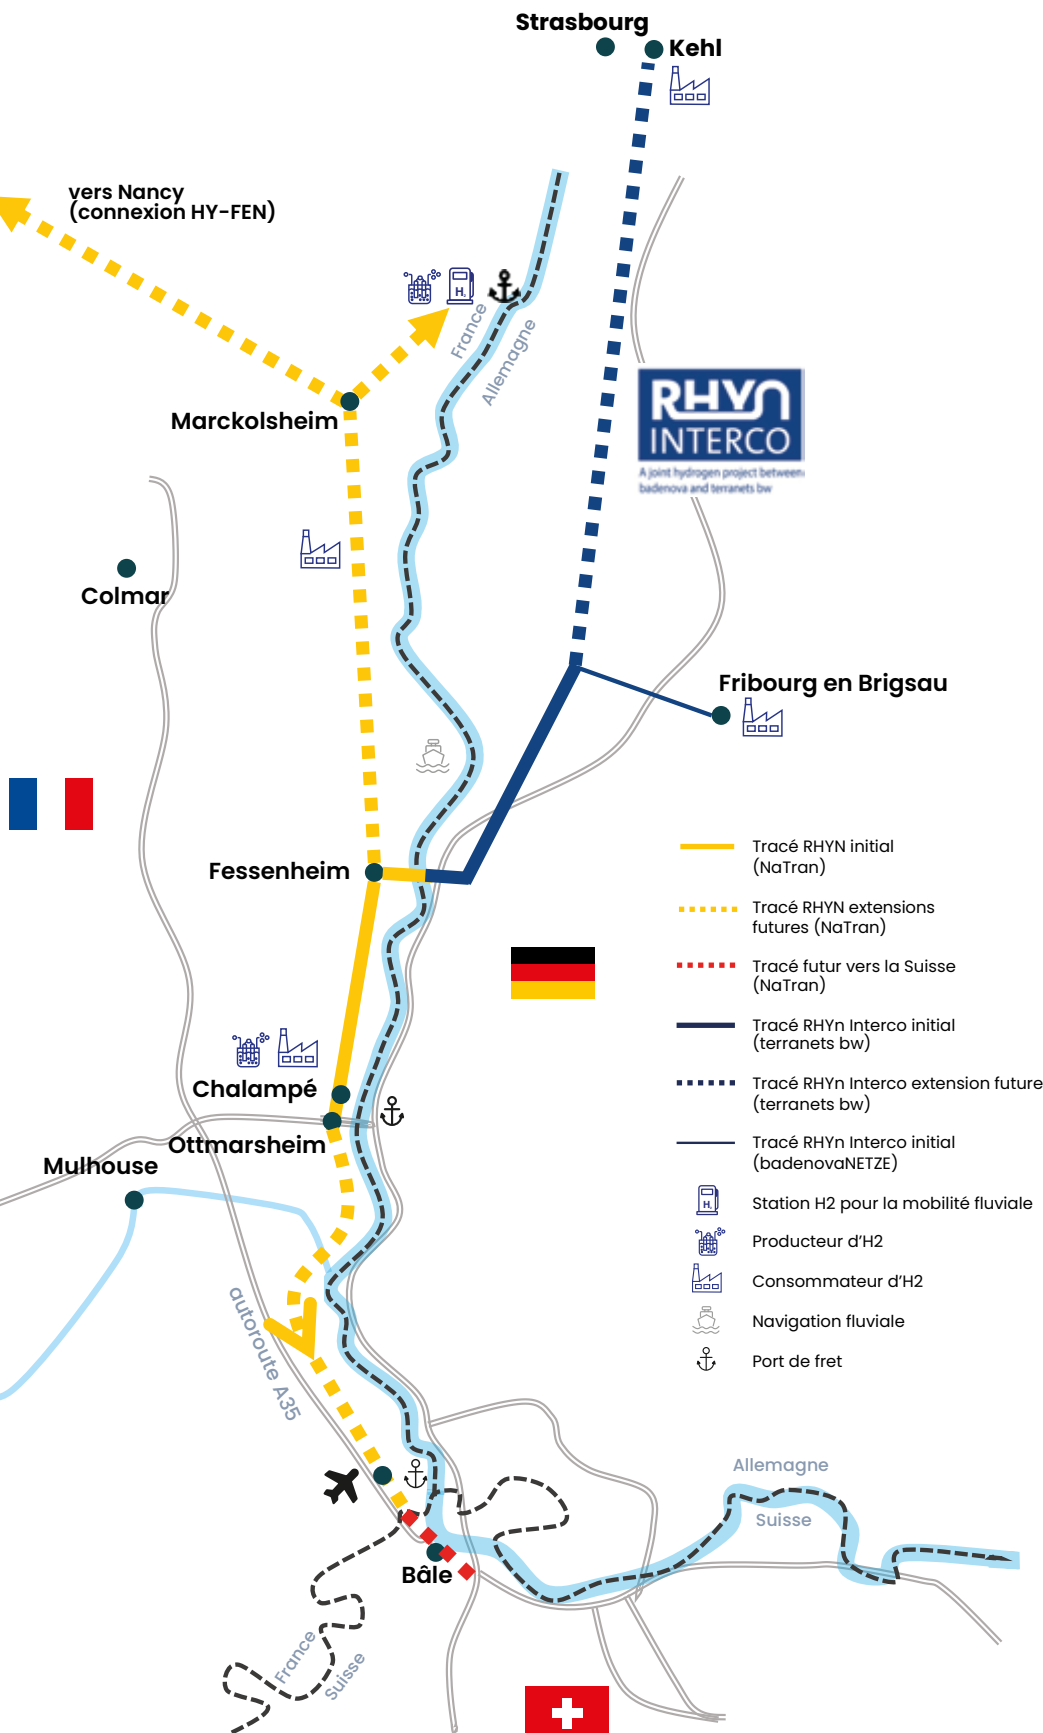 Strasbourg
Kehl
vers Nancy
(connexion HY-FEN)
H₂
France
Allemagne
Marckolsheim
RHYN
INTERCO
A joint hydrogen project between
badenova and terranets bw
Colmar
Fribourg en Brigsau
Fessenheim
Chalampé
Ottmarsheim
Mulhouse
autoroute A35
Tracé RHYN initial
(NaTran)
Tracé RHYN extensions
futures (NaTran)
Tracé futur vers la Suisse
(NaTran)
Tracé RHYn Interco initial
(terranets bw)
Tracé RHYn Interco extension future
(terranets bw)
Tracé RHYn Interco initial
(badenovaNETZE)
H₂
Station H2 pour la mobilité fluviale
Producteur d'H2
Consommateur d'H2
Navigation fluviale
Port de fret
Allemagne
Suisse
Bâle
France
Suisse